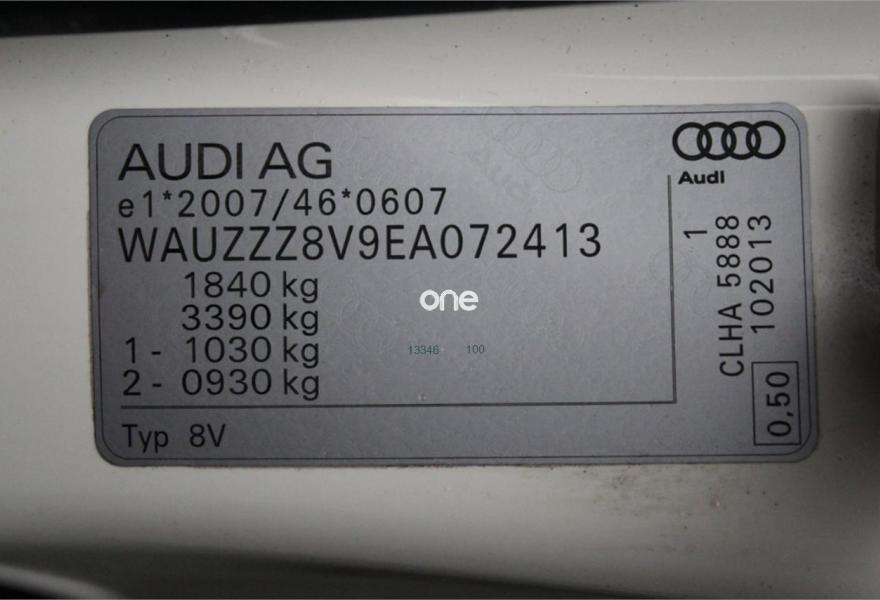 AUDI AG
e1*2007/46*0607
WAUZZZ8V9EA072413
1840 kg
3390 kg
1 - 1030 kg
2 - 0930 kg
Typ 8V
Audi
1
CLHA 5888
102013
0,50
one
13346 100
Audi